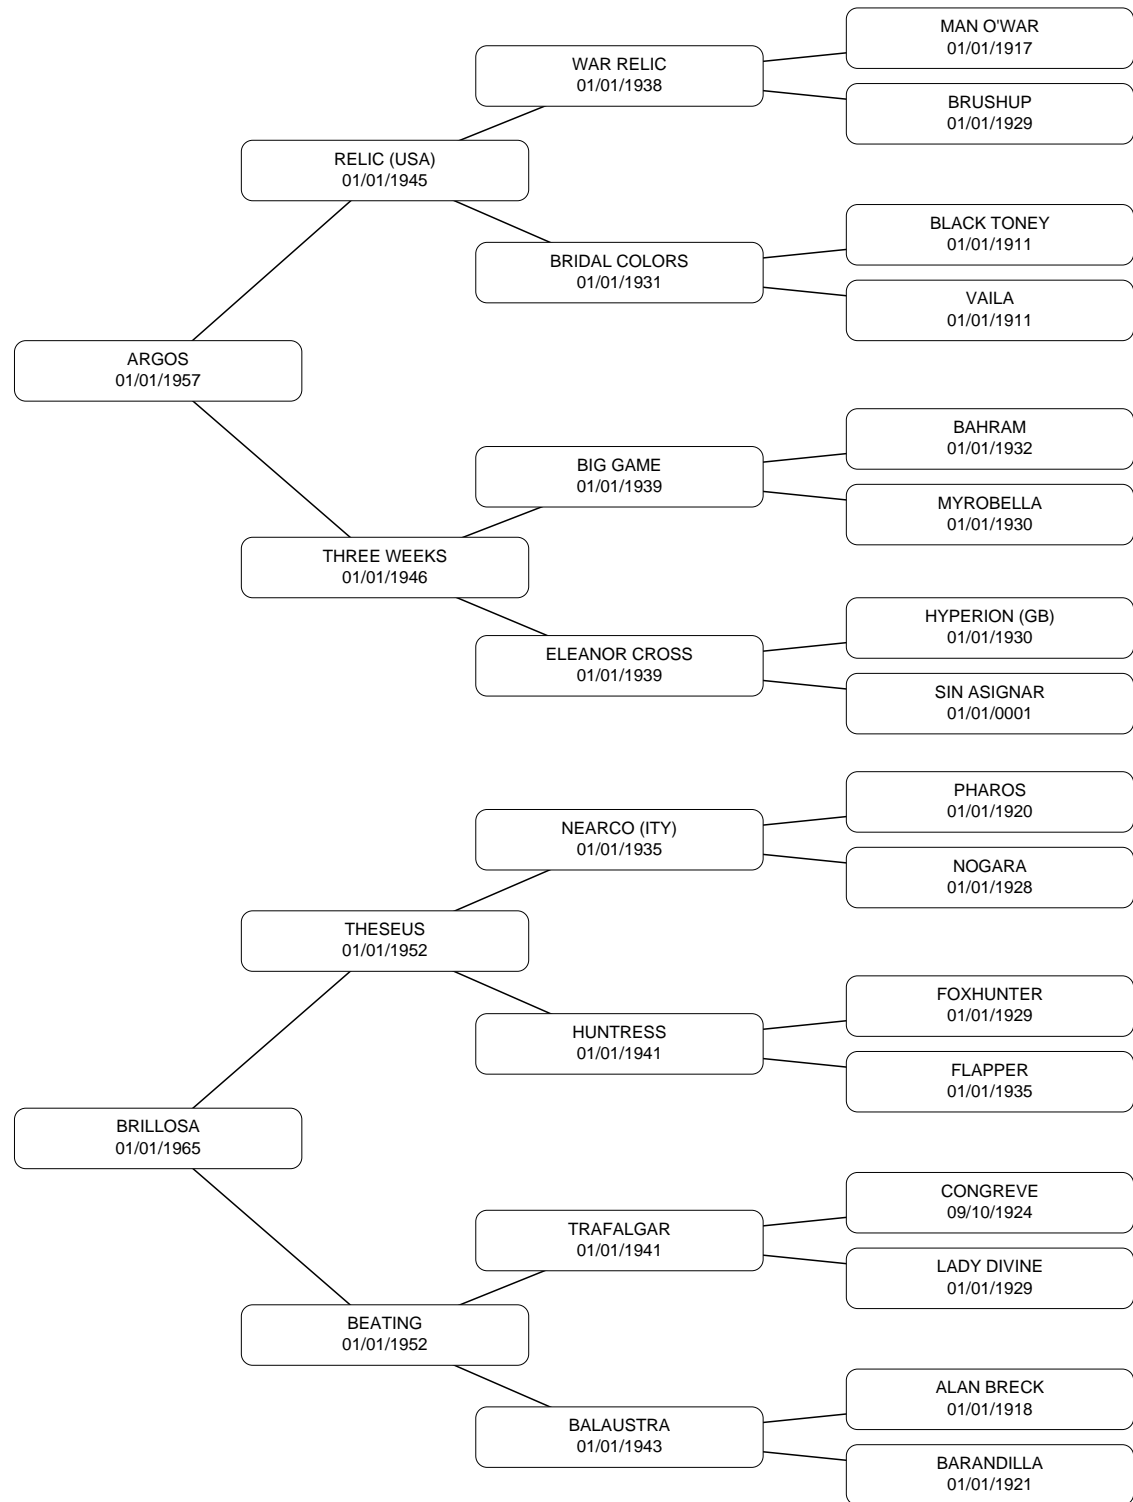 MAN O'WAR
01/01/1917
WAR RELIC
01/01/1938
BRUSHUP
01/01/1929
RELIC (USA)
01/01/1945
BLACK TONEY
01/01/1911
BRIDAL COLORS
01/01/1931
VAILA
01/01/1911
ARGOS
01/01/1957
BAHRAM
01/01/1932
BIG GAME
01/01/1939
MYROBELLA
01/01/1930
THREE WEEKS
01/01/1946
HYPERION (GB)
01/01/1930
ELEANOR CROSS
01/01/1939
SIN ASIGNAR
01/01/0001
PHAROS
01/01/1920
NEARCO (ITY)
01/01/1935
NOGARA
01/01/1928
THESEUS
01/01/1952
FOXHUNTER
01/01/1929
HUNTRESS
01/01/1941
FLAPPER
01/01/1935
BRILLOSA
01/01/1965
CONGREVE
09/10/1924
TRAFALGAR
01/01/1941
LADY DIVINE
01/01/1929
BEATING
01/01/1952
ALAN BRECK
01/01/1918
BALAUSTRA
01/01/1943
BARANDILLA
01/01/1921